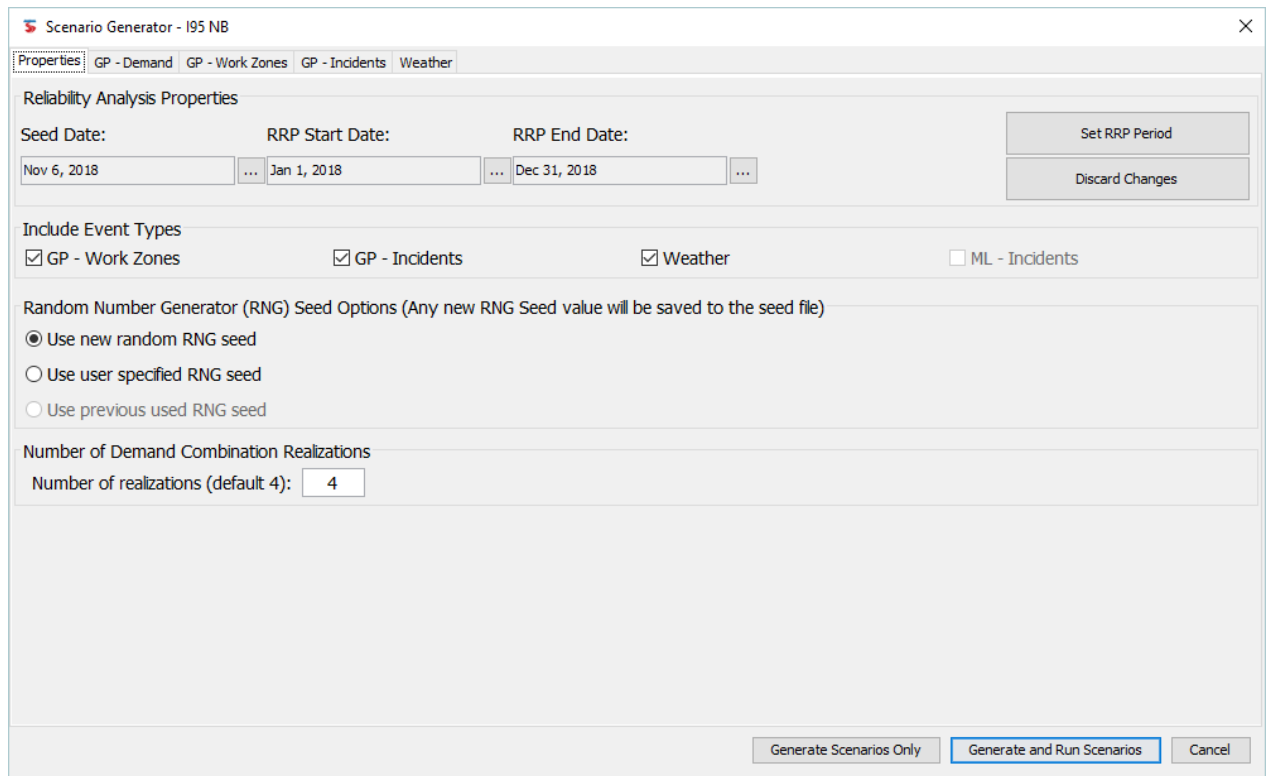 Scenario Generator - I95 NB
Properties GP - Demand GP - Work Zones GP - Incidents Weather
Reliability Analysis Properties
Seed Date: RRP Start Date: RRP End Date:
Set RRP Period
Nov 6, 2018 ... Jan 1, 2018 ... Dec 31, 2018 ...
Discard Changes
Include Event Types
GP - Work Zones GP - Incidents Weather ML - Incidents
Random Number Generator (RNG) Seed Options (Any new RNG Seed value will be saved to the seed file)
Use new random RNG seed
Use user specified RNG seed
Use previous used RNG seed
Number of Demand Combination Realizations
Number of realizations (default 4): 4
Generate Scenarios Only Generate and Run Scenarios Cancel